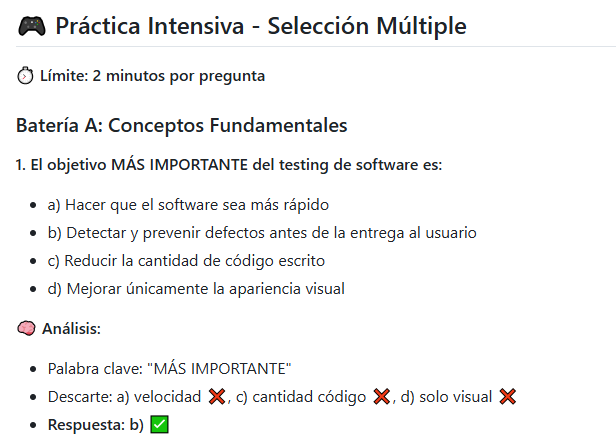 🎮 Práctica Intensiva - Selección Múltiple
⏱️ Límite: 2 minutos por pregunta
Batería A: Conceptos Fundamentales
1. El objetivo MÁS IMPORTANTE del testing de software es:
• a) Hacer que el software sea más rápido
• b) Detectar y prevenir defectos antes de la entrega al usuario
• c) Reducir la cantidad de código escrito
• d) Mejorar únicamente la apariencia visual
🧠 Análisis:
• Palabra clave: "MÁS IMPORTANTE"
• Descarte: a) velocidad ❌, c) cantidad código ❌, d) solo visual ❌
• Respuesta: b) ✅